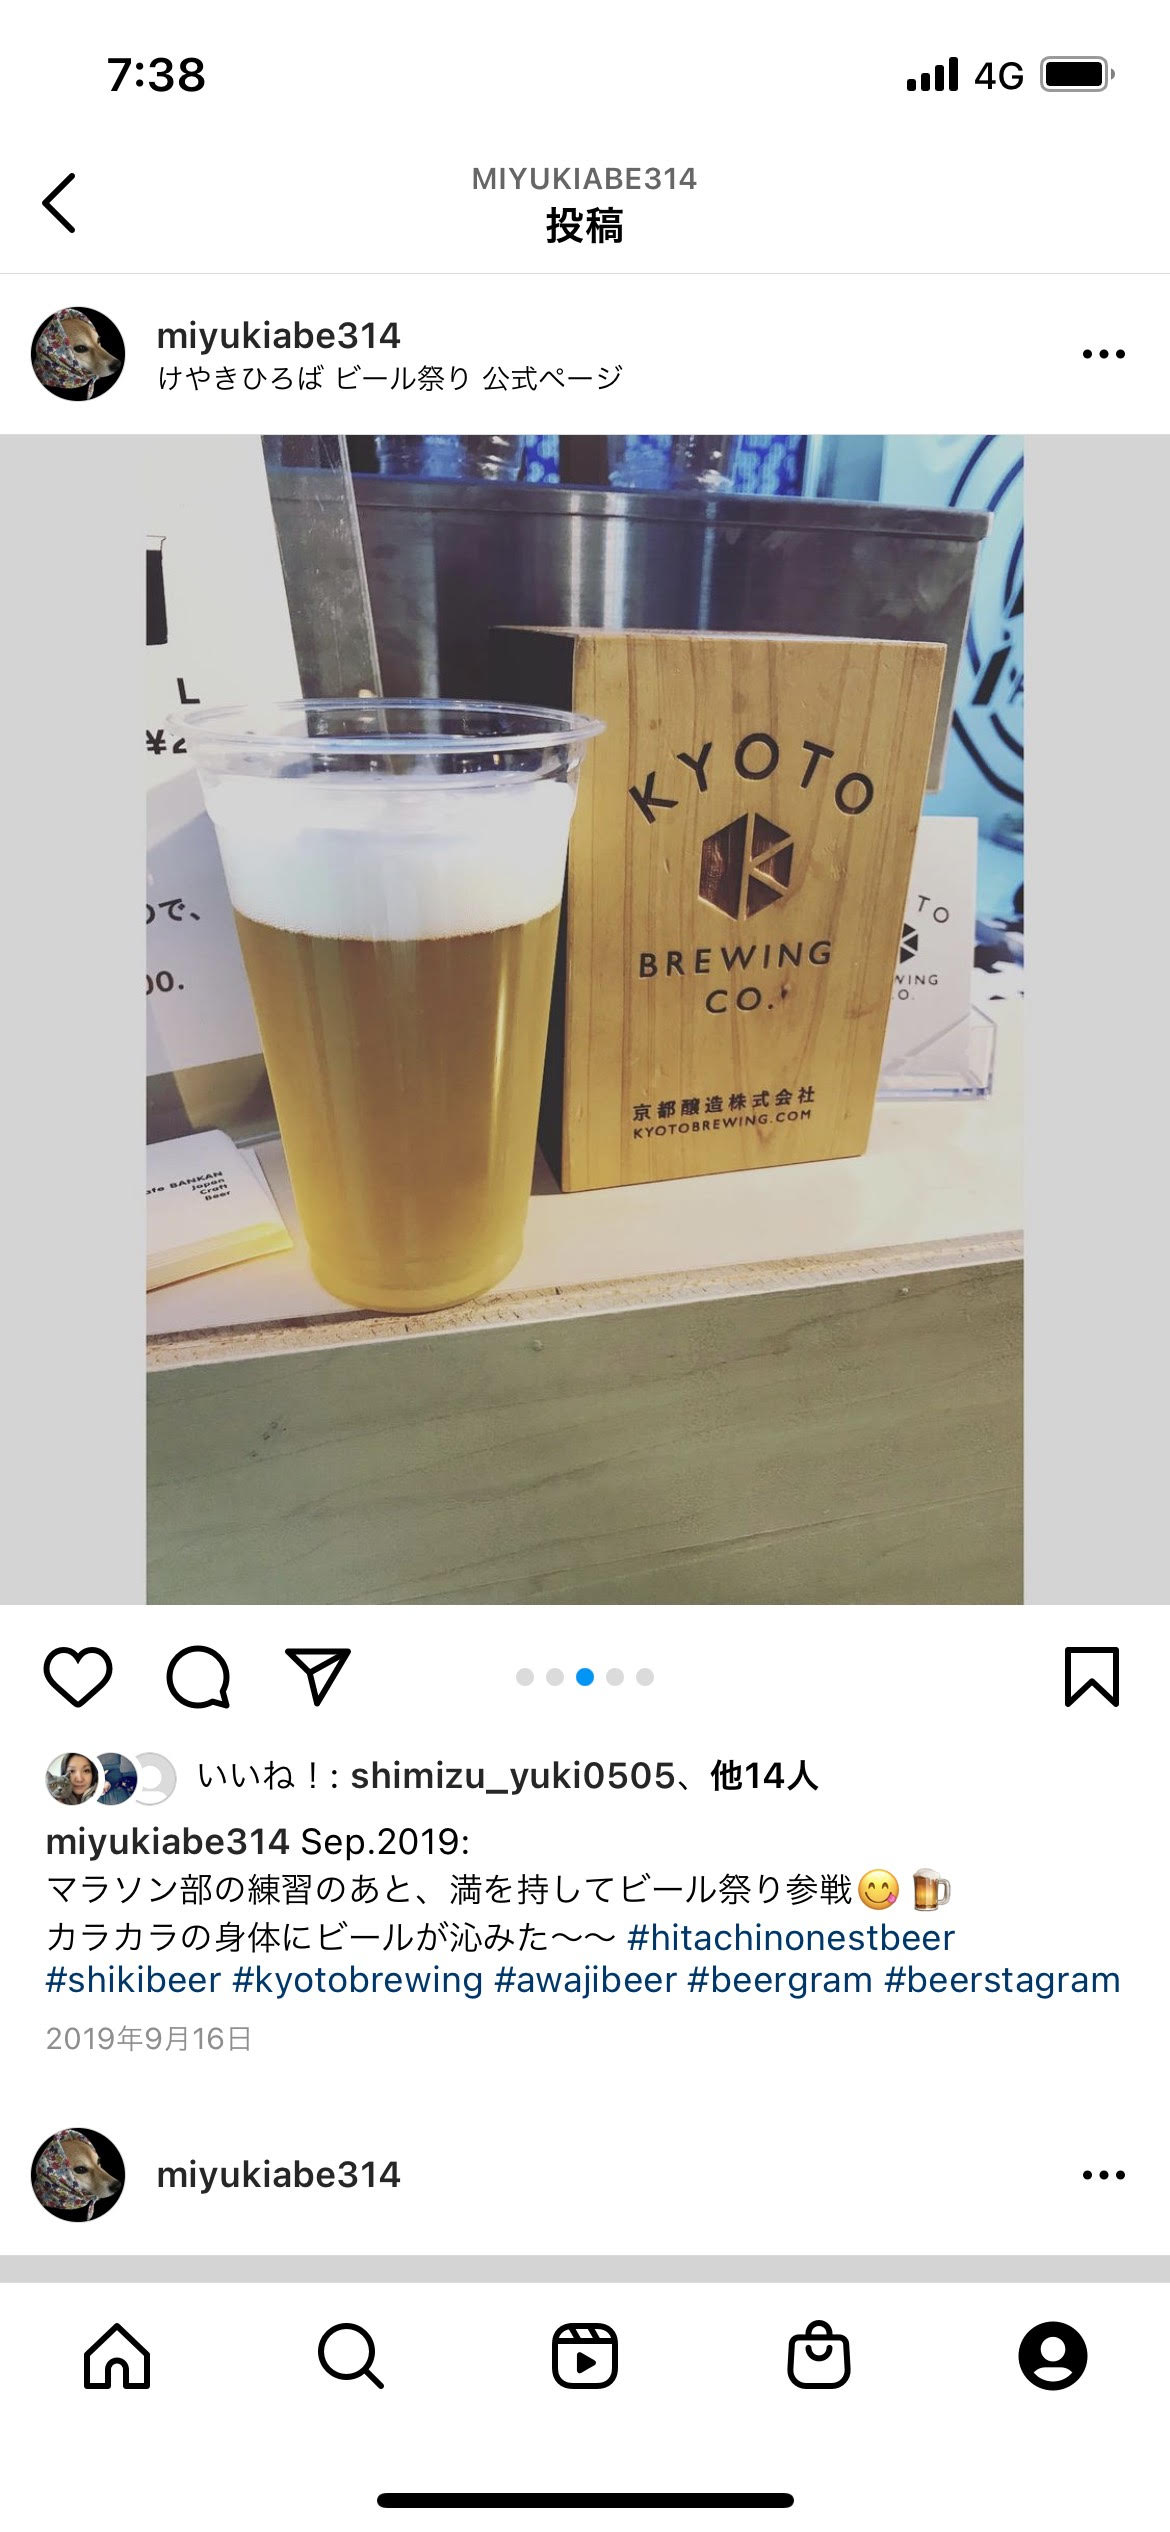 7:38
4G
MIYUKIABE314
投稿
miyukiabe314
けやきひろば ビール祭り 公式ページ
L
¥2
KYOTO
BREWING
CO.
京都醸造株式会社
KYOTOBREWING.COM
で、
00.
TO
WING
O.
BANKAN
Japan
Craft
Beer
いいね！: shimizu_yuki0505、他14人
miyukiabe314 Sep.2019:
マラソン部の練習のあと、満を持してビール祭り参戦😋🍺
カラカラの身体にビールが沁みた〜〜 #hitachinonestbeer
#shikibeer #kyotobrewing #awajibeer #beergram #beerstagram
2019年9月16日
miyukiabe314